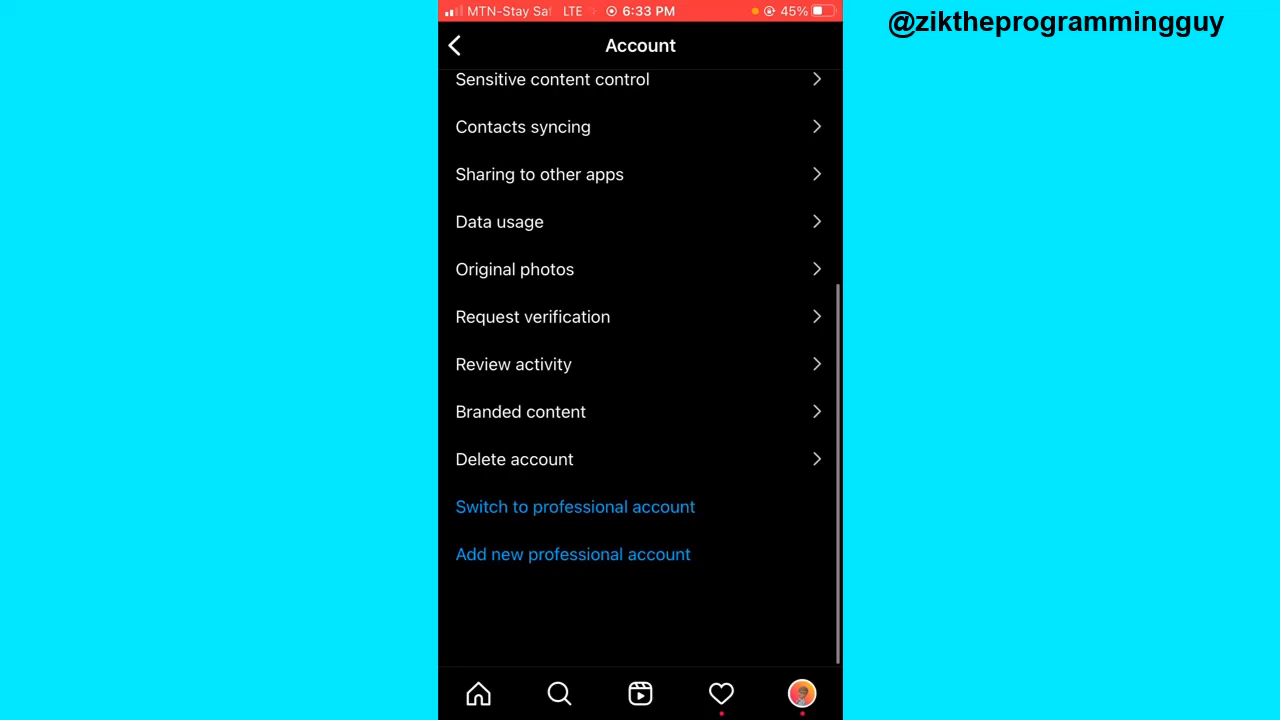 MTN-Stay Saf LTE 6:33 PM 45%
@ziktheprogrammingguy
Account
Sensitive content control
Contacts syncing
Sharing to other apps
Data usage
Original photos
Request verification
Review activity
Branded content
Delete account
Switch to professional account
Add new professional account